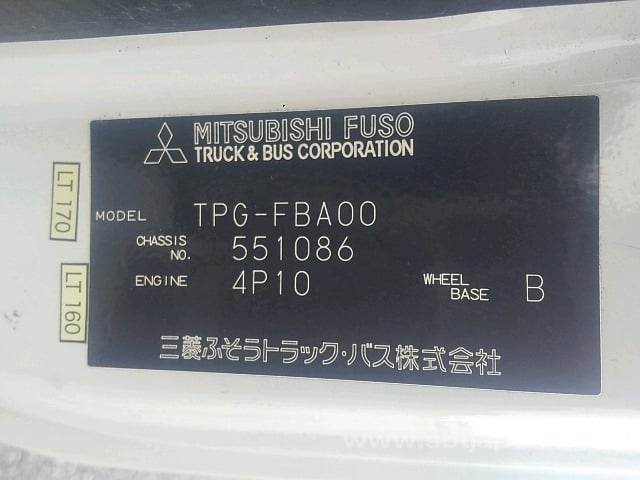 MITSUBISHI FUSO
TRUCK & BUS CORPORATION
LT 170
MODEL TPG-FBA00
CHASSIS NO. 551086
LT 160
ENGINE 4P10
WHEEL BASE B
三菱ふそうトラック・バス株式会社